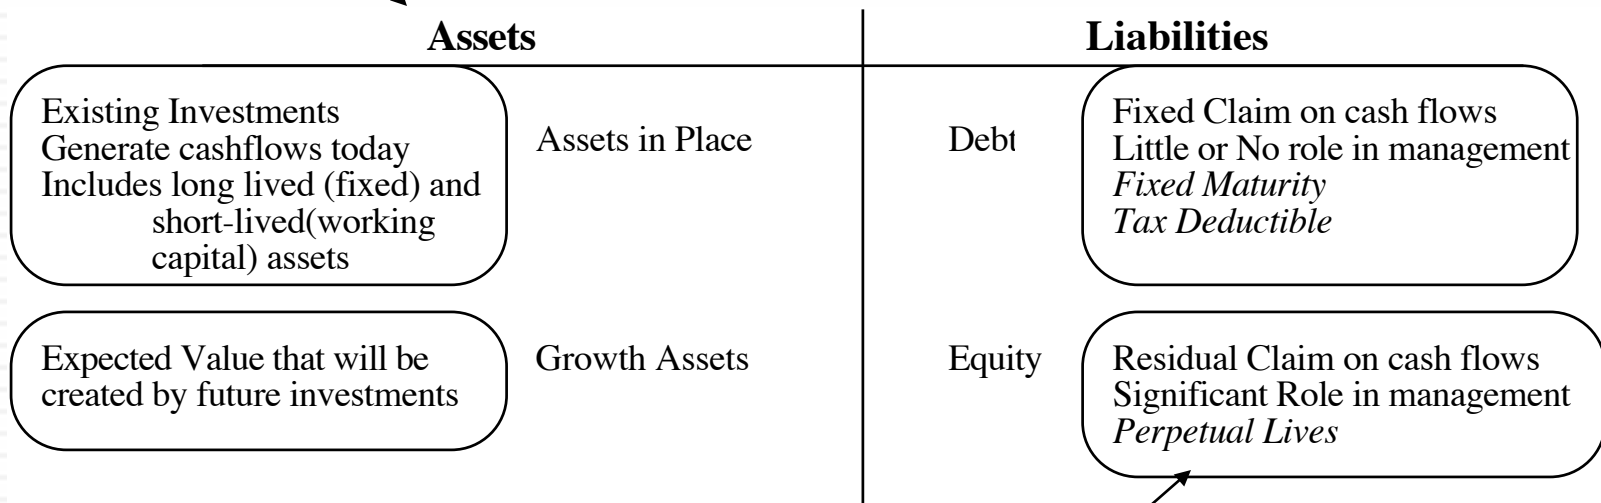 Assets
Liabilities
Existing Investments
Generate cashflows today
Includes long lived (fixed) and
short-lived(working
capital) assets
Assets in Place
Debt
Fixed Claim on cash flows
Little or No role in management
Fixed Maturity
Tax Deductible
Expected Value that will be
created by future investments
Growth Assets
Equity
Residual Claim on cash flows
Significant Role in management
Perpetual Lives